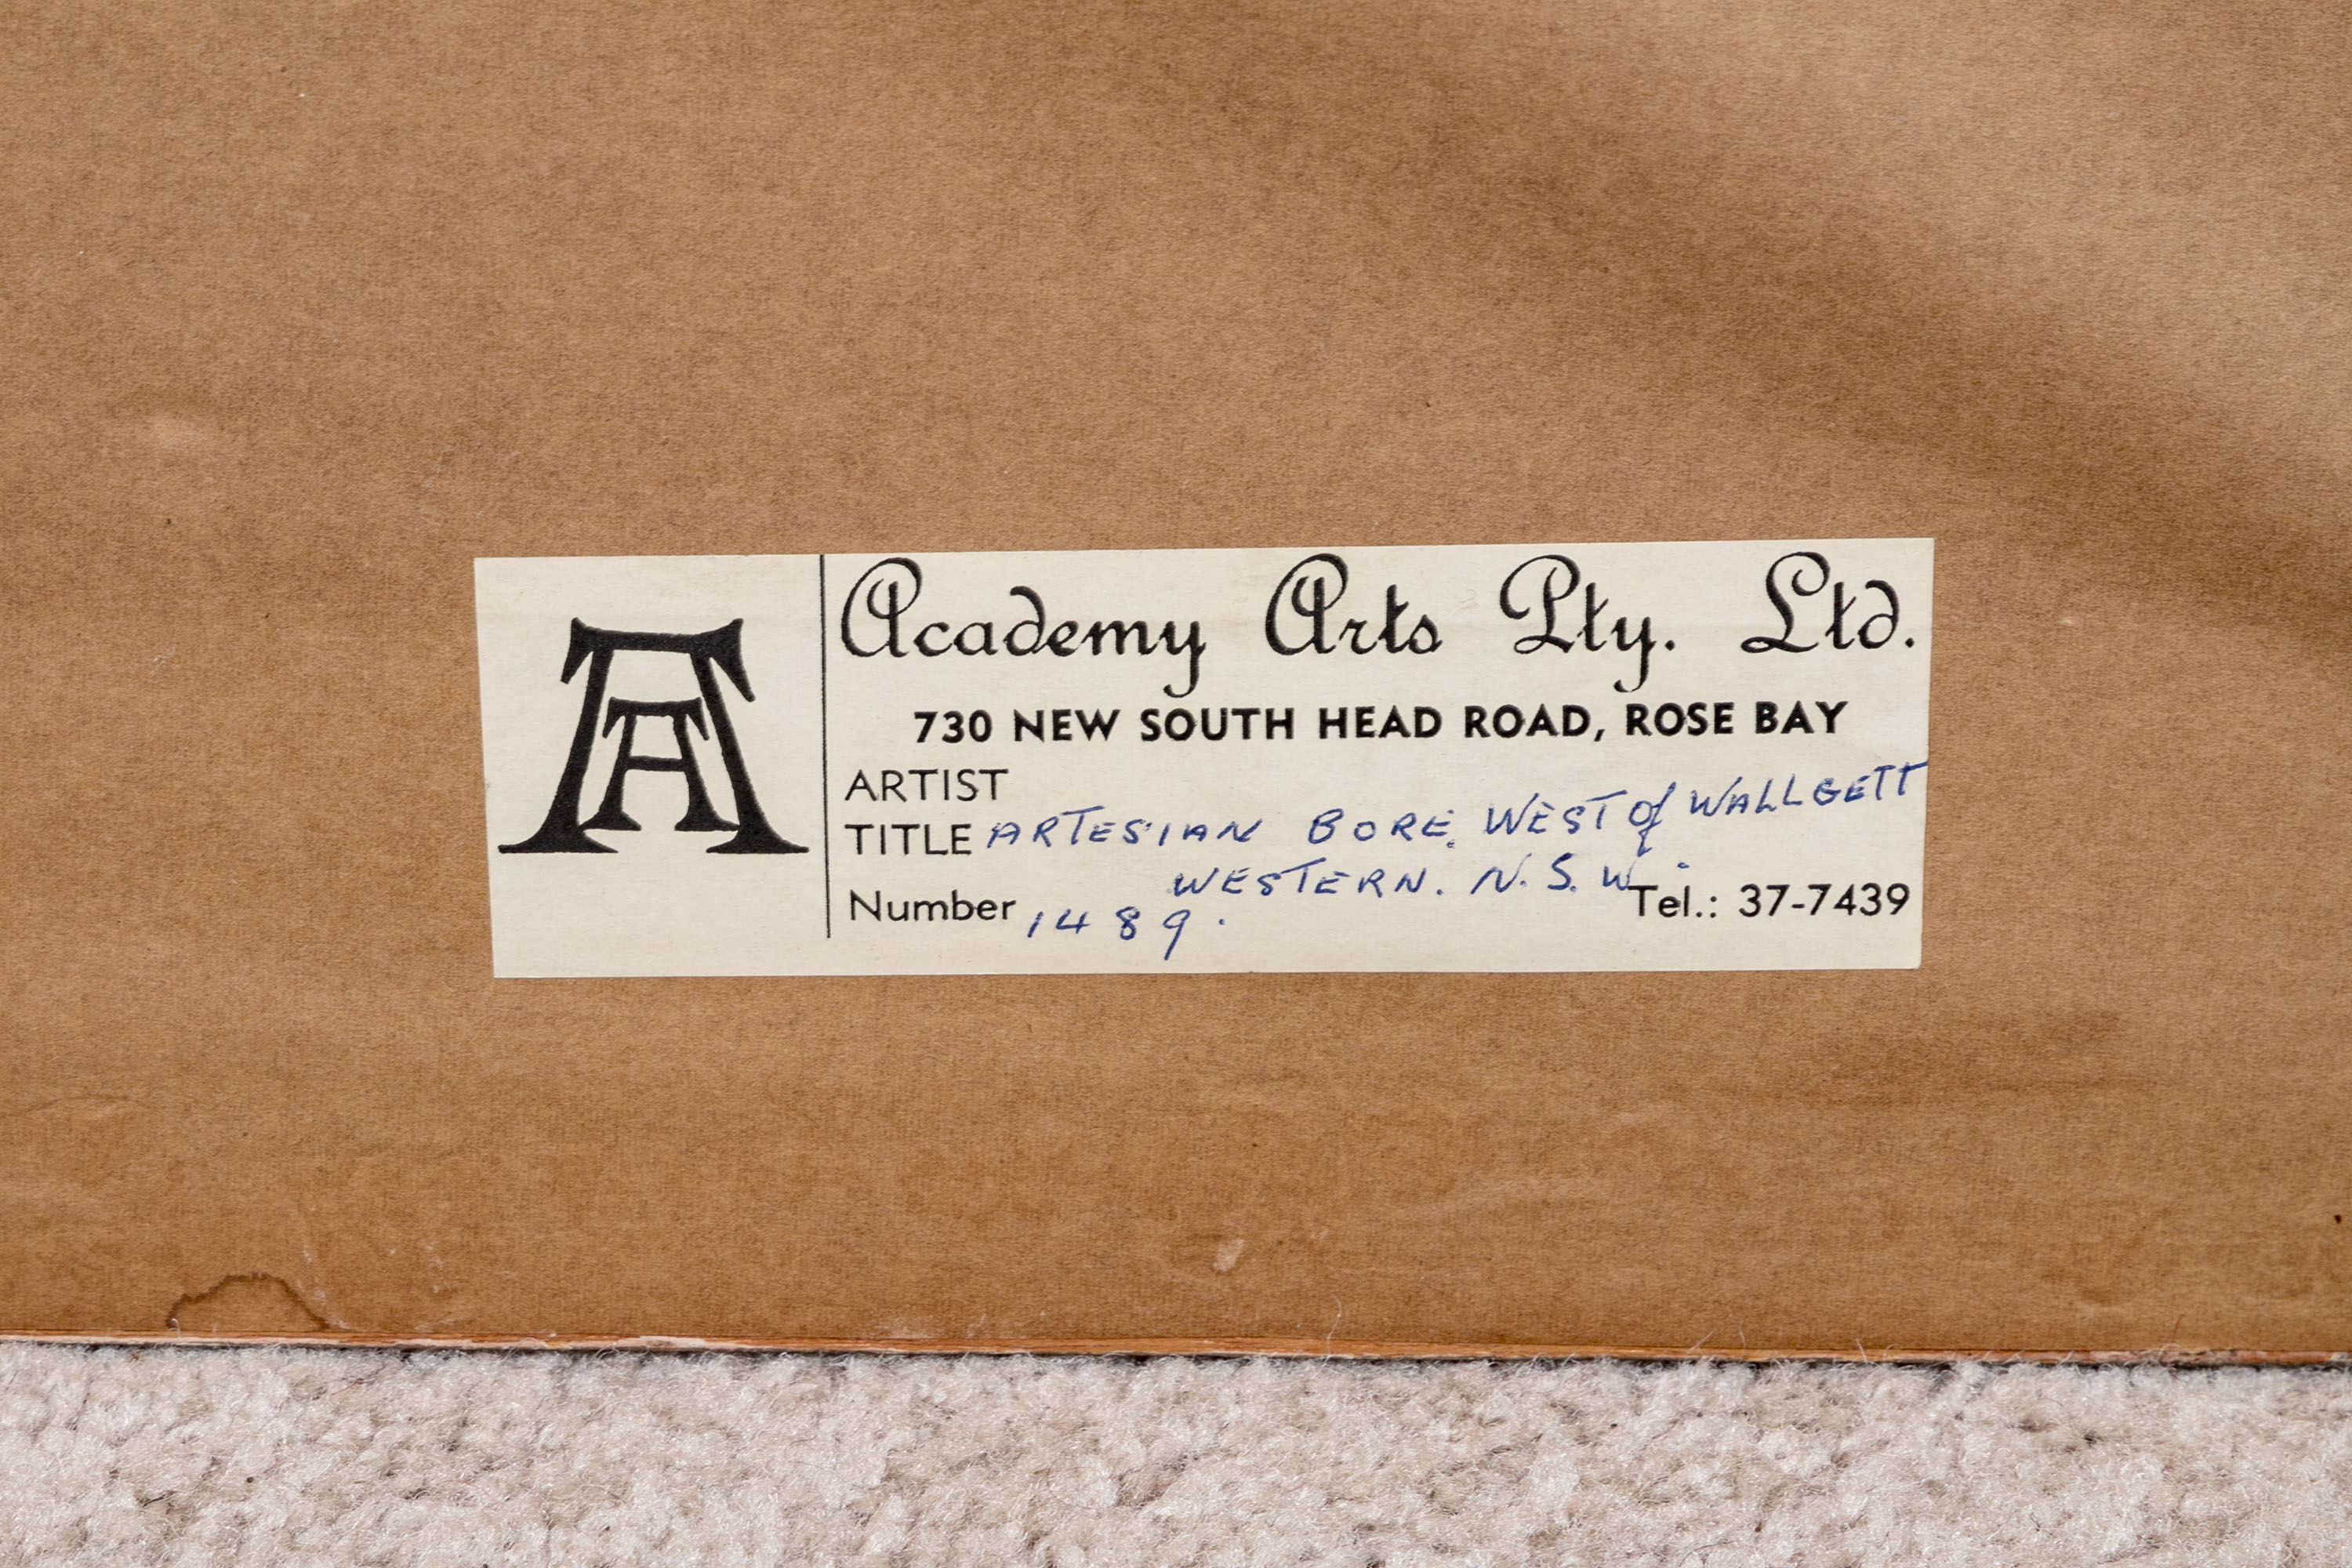 AA
Academy Arts Pty. Ltd.
730 NEW SOUTH HEAD ROAD, ROSE BAY
ARTIST
TITLE ARTESIAN BORE. WEST of WALLGETT
WESTERN. N.S.W.
Number 1489. Tel.: 37-7439